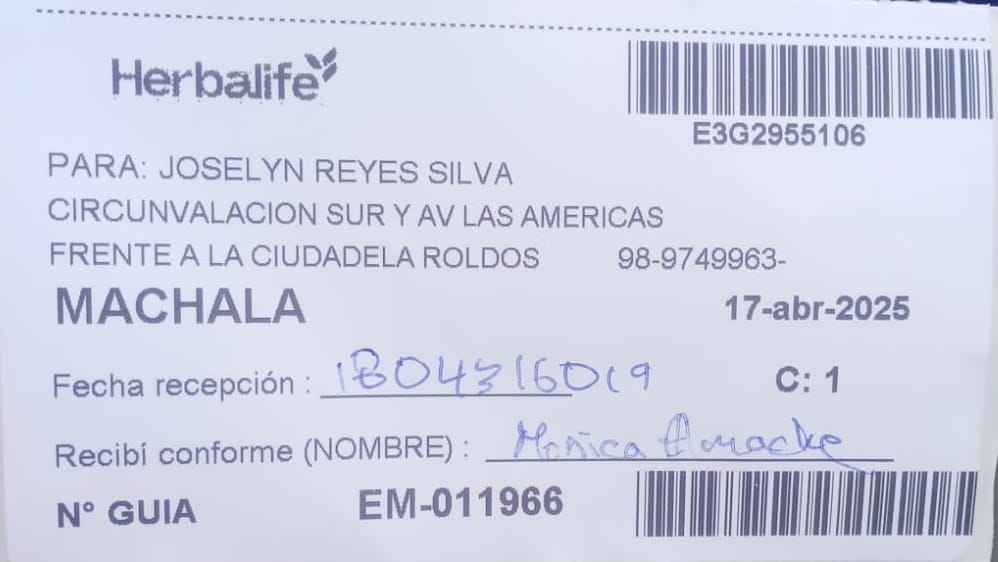 Herbalife
E3G2955106
PARA: JOSELYN REYES SILVA
CIRCUNVALACION SUR Y AV LAS AMERICAS
FRENTE A LA CIUDADELA ROLDOS 98-9749963-
MACHALA 17-abr-2025
Fecha recepción : C: 1
Recibí conforme (NOMBRE) : Monica
N° GUIA EM-011966